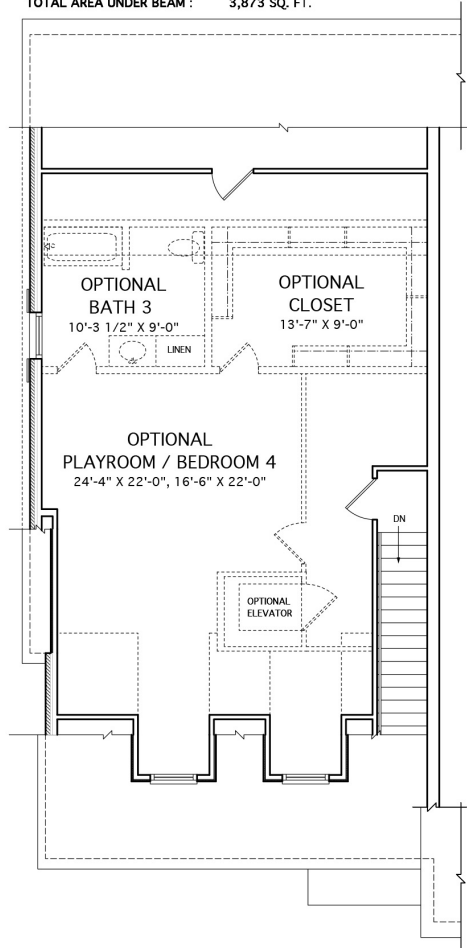 TOTAL AREA UNDER BEAM : 3,873 SQ. FT.
OPTIONAL
BATH 3
10'-3 1/2" X 9'-0"
OPTIONAL
CLOSET
13'-7" X 9'-0"
LINEN
OPTIONAL
PLAYROOM / BEDROOM 4
24'-4" X 22'-0", 16'-6" X 22'-0"
DN
OPTIONAL
ELEVATOR